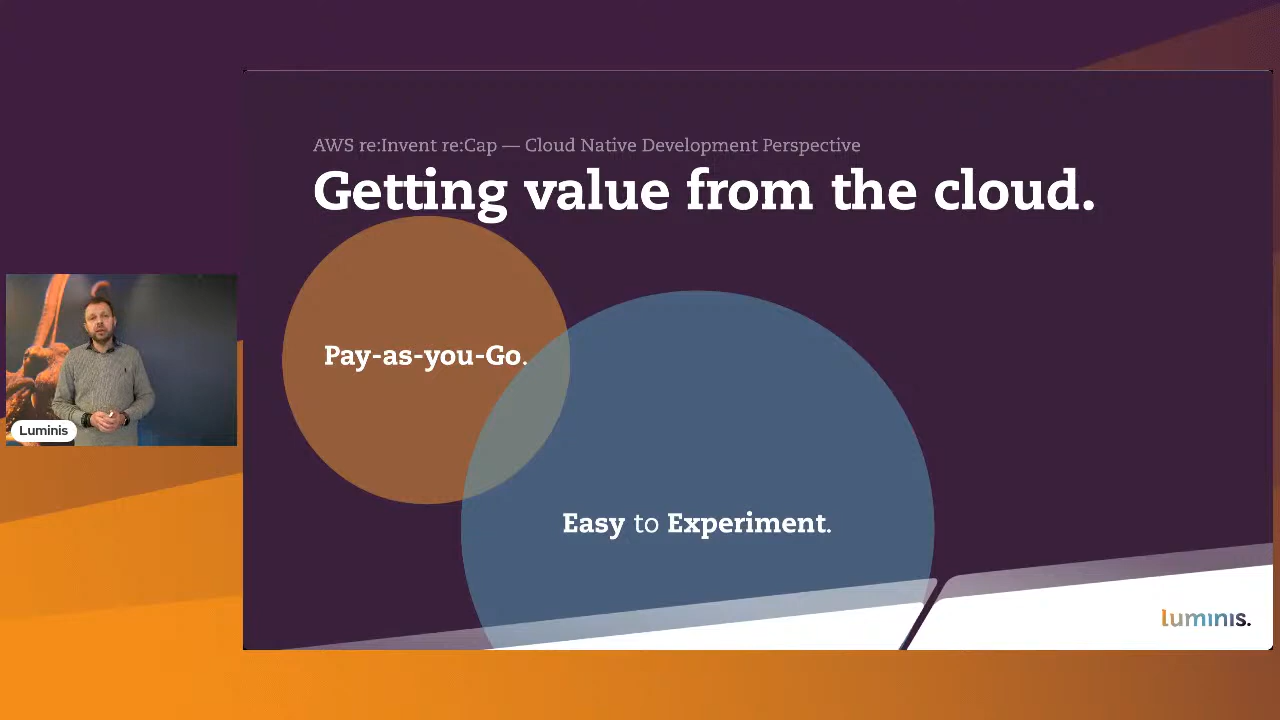 AWS re:Invent re:Cap — Cloud Native Development Perspective
Getting value from the cloud.
Pay-as-you-Go.
Luminis
Easy to Experiment.
luminis.